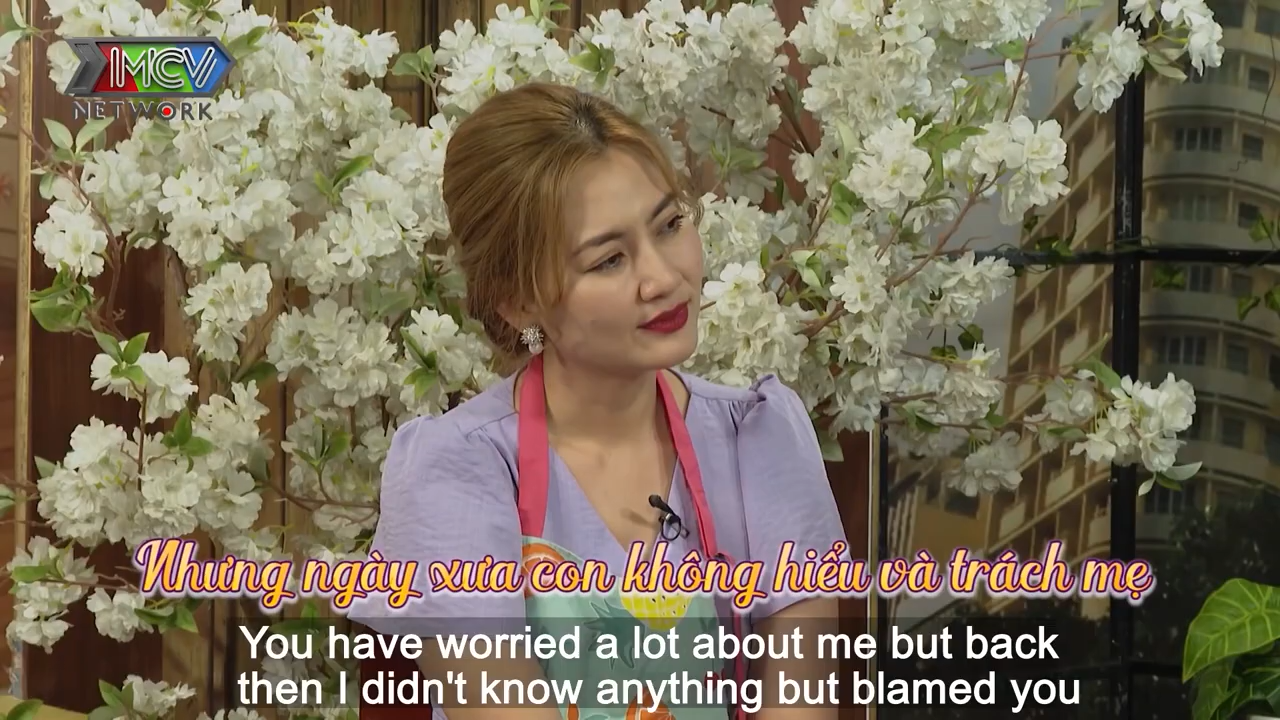 MCV
NETWORK
Nhưng ngày xưa con không hiểu và trách mẹ
You have worried a lot about me but back
then I didn't know anything but blamed you